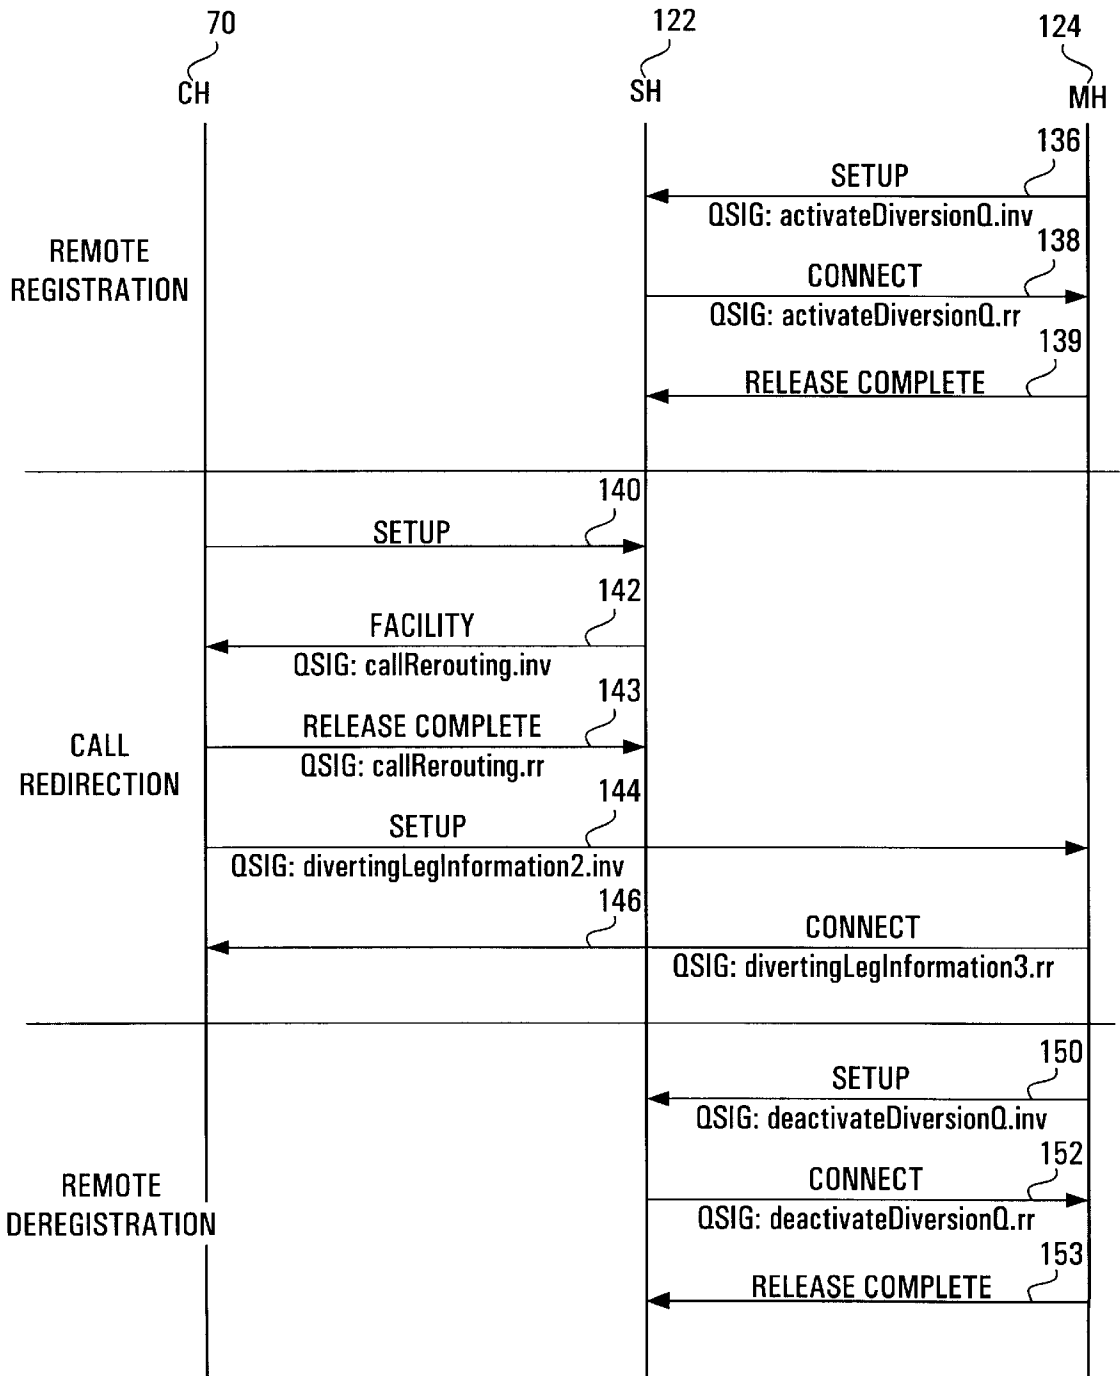 70
122
124
CH
SH
MH
136
SETUP
QSIG: activateDiversionQ.inv
REMOTE
REGISTRATION
138
CONNECT
QSIG: activateDiversionQ.rr
139
RELEASE COMPLETE
140
SETUP
142
FACILITY
QSIG: callRerouting.inv
143
RELEASE COMPLETE
QSIG: callRerouting.rr
CALL
REDIRECTION
144
SETUP
QSIG: divertingLegInformation2.inv
146
CONNECT
QSIG: divertingLegInformation3.rr
150
SETUP
QSIG: deactivateDiversionQ.inv
152
CONNECT
QSIG: deactivateDiversionQ.rr
REMOTE
DEREGISTRATION
153
RELEASE COMPLETE